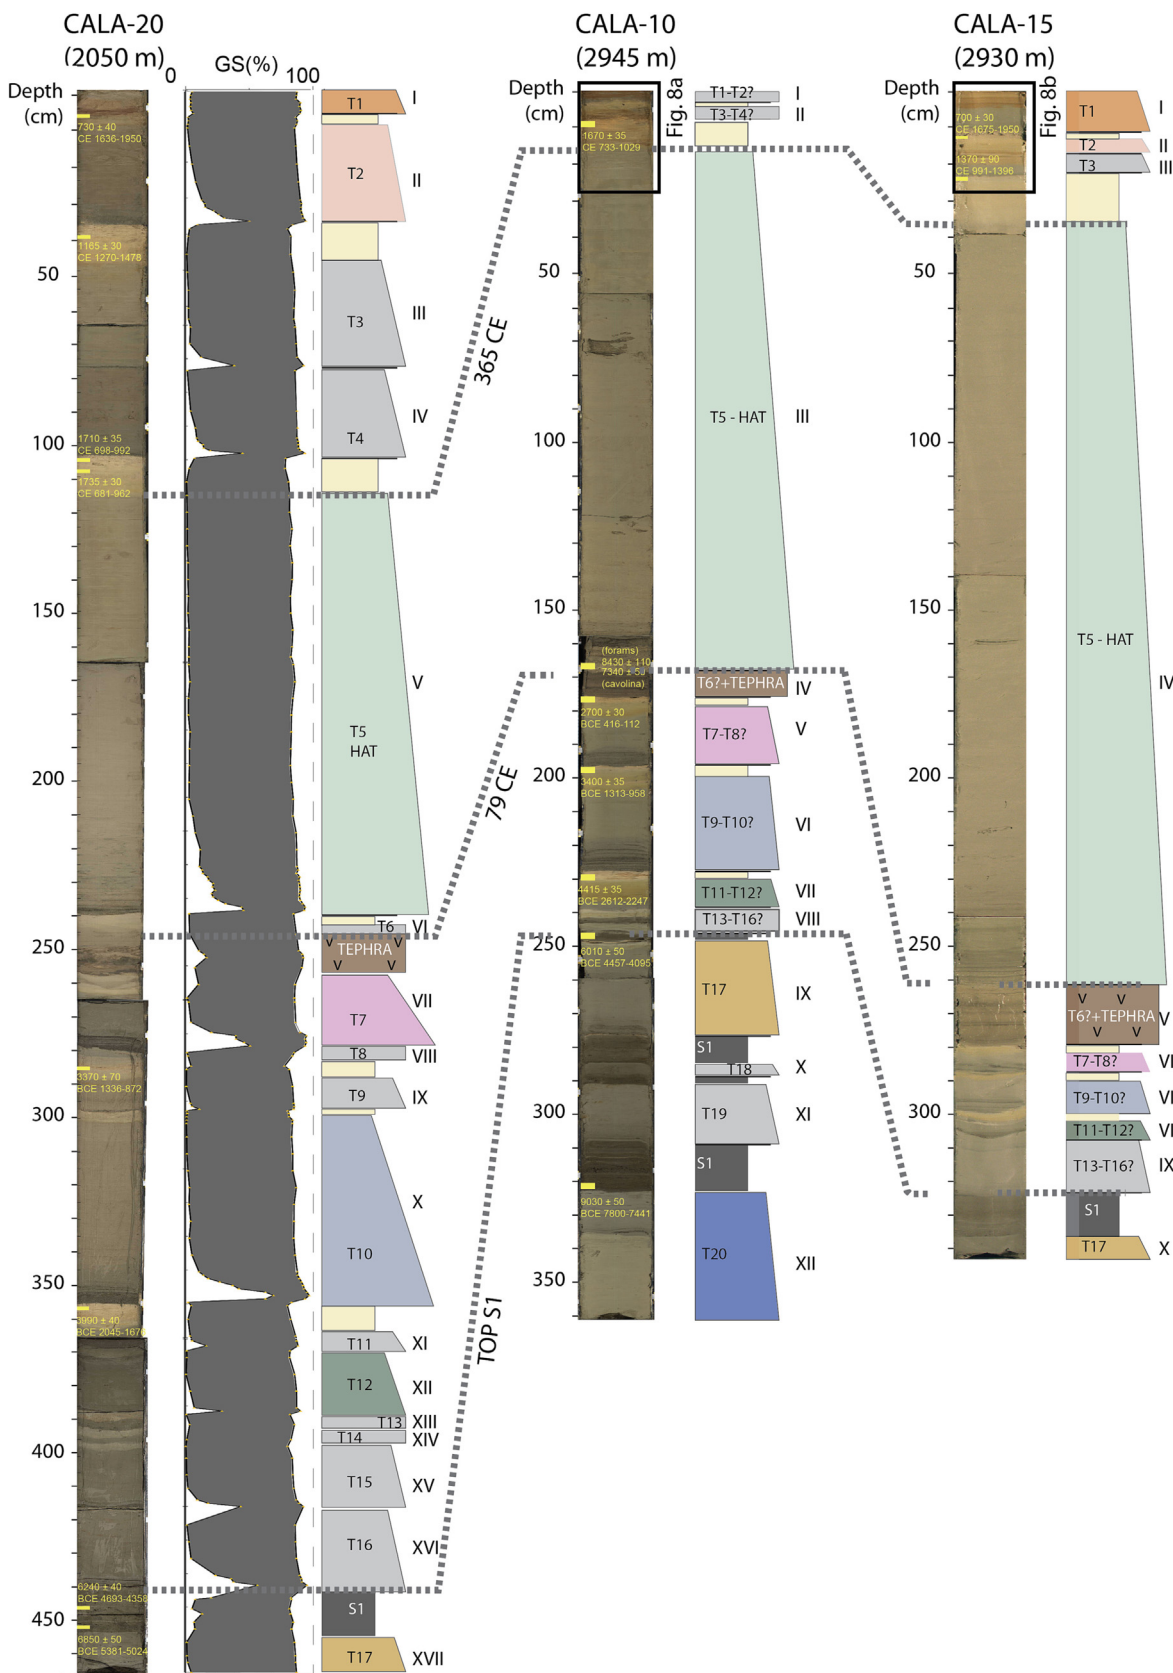 CALA-20
(2050 m)
Depth
(cm)
0
GS(%)
100
50
100
150
200
250
300
350
400
450
730 ± 40
CE 1636-1950
1165 ± 30
CE 1270-1478
1710 ± 35
CE 698-992
1735 ± 30
CE 681-962
3370 ± 70
BCE 1336-872
3990 ± 40
BCE 2045-1670
6240 ± 40
BCE 4693-4358
6850 ± 50
BCE 5381-5024
T1
I
T2
II
T3
III
T4
IV
T5
HAT
V
T6
VI
V V
TEPHRA
V V
T7
VII
T8
VIII
T9
IX
T10
X
T11
XI
T12
XII
T13
XIII
T14
XIV
T15
XV
T16
XVI
S1
T17
XVII
365 CE
79 CE
TOP S1
CALA-10
(2945 m)
Depth
(cm)
50
100
150
200
250
300
350
Fig. 8a
1670 ± 35
CE 733-1029
(forams)
8430 ± 110
7340 ± 50
(cavolina)
2700 ± 30
BCE 416-112
3400 ± 35
BCE 1313-958
4415 ± 35
BCE 2612-2247
6010 ± 50
BCE 4457-4095
9030 ± 50
BCE 7800-7441
T1-T2?
I
T3-T4?
II
T5 - HAT
III
T6?+TEPHRA
IV
T7-T8?
V
T9-T10?
VI
T11-T12?
VII
T13-T16?
VIII
T17
IX
S1
T18
X
T19
XI
S1
T20
XII
CALA-15
(2930 m)
Depth
(cm)
50
100
150
200
250
300
Fig. 8b
700 ± 30
CE 1675-1950
1370 ± 90
CE 991-1396
T1
I
T2
II
T3
III
T5 - HAT
IV
V V
T6?+TEPHRA
V V
V
T7-T8?
VI
T9-T10?
VI
T11-T12?
VI
T13-T16?
IX
S1
T17
X